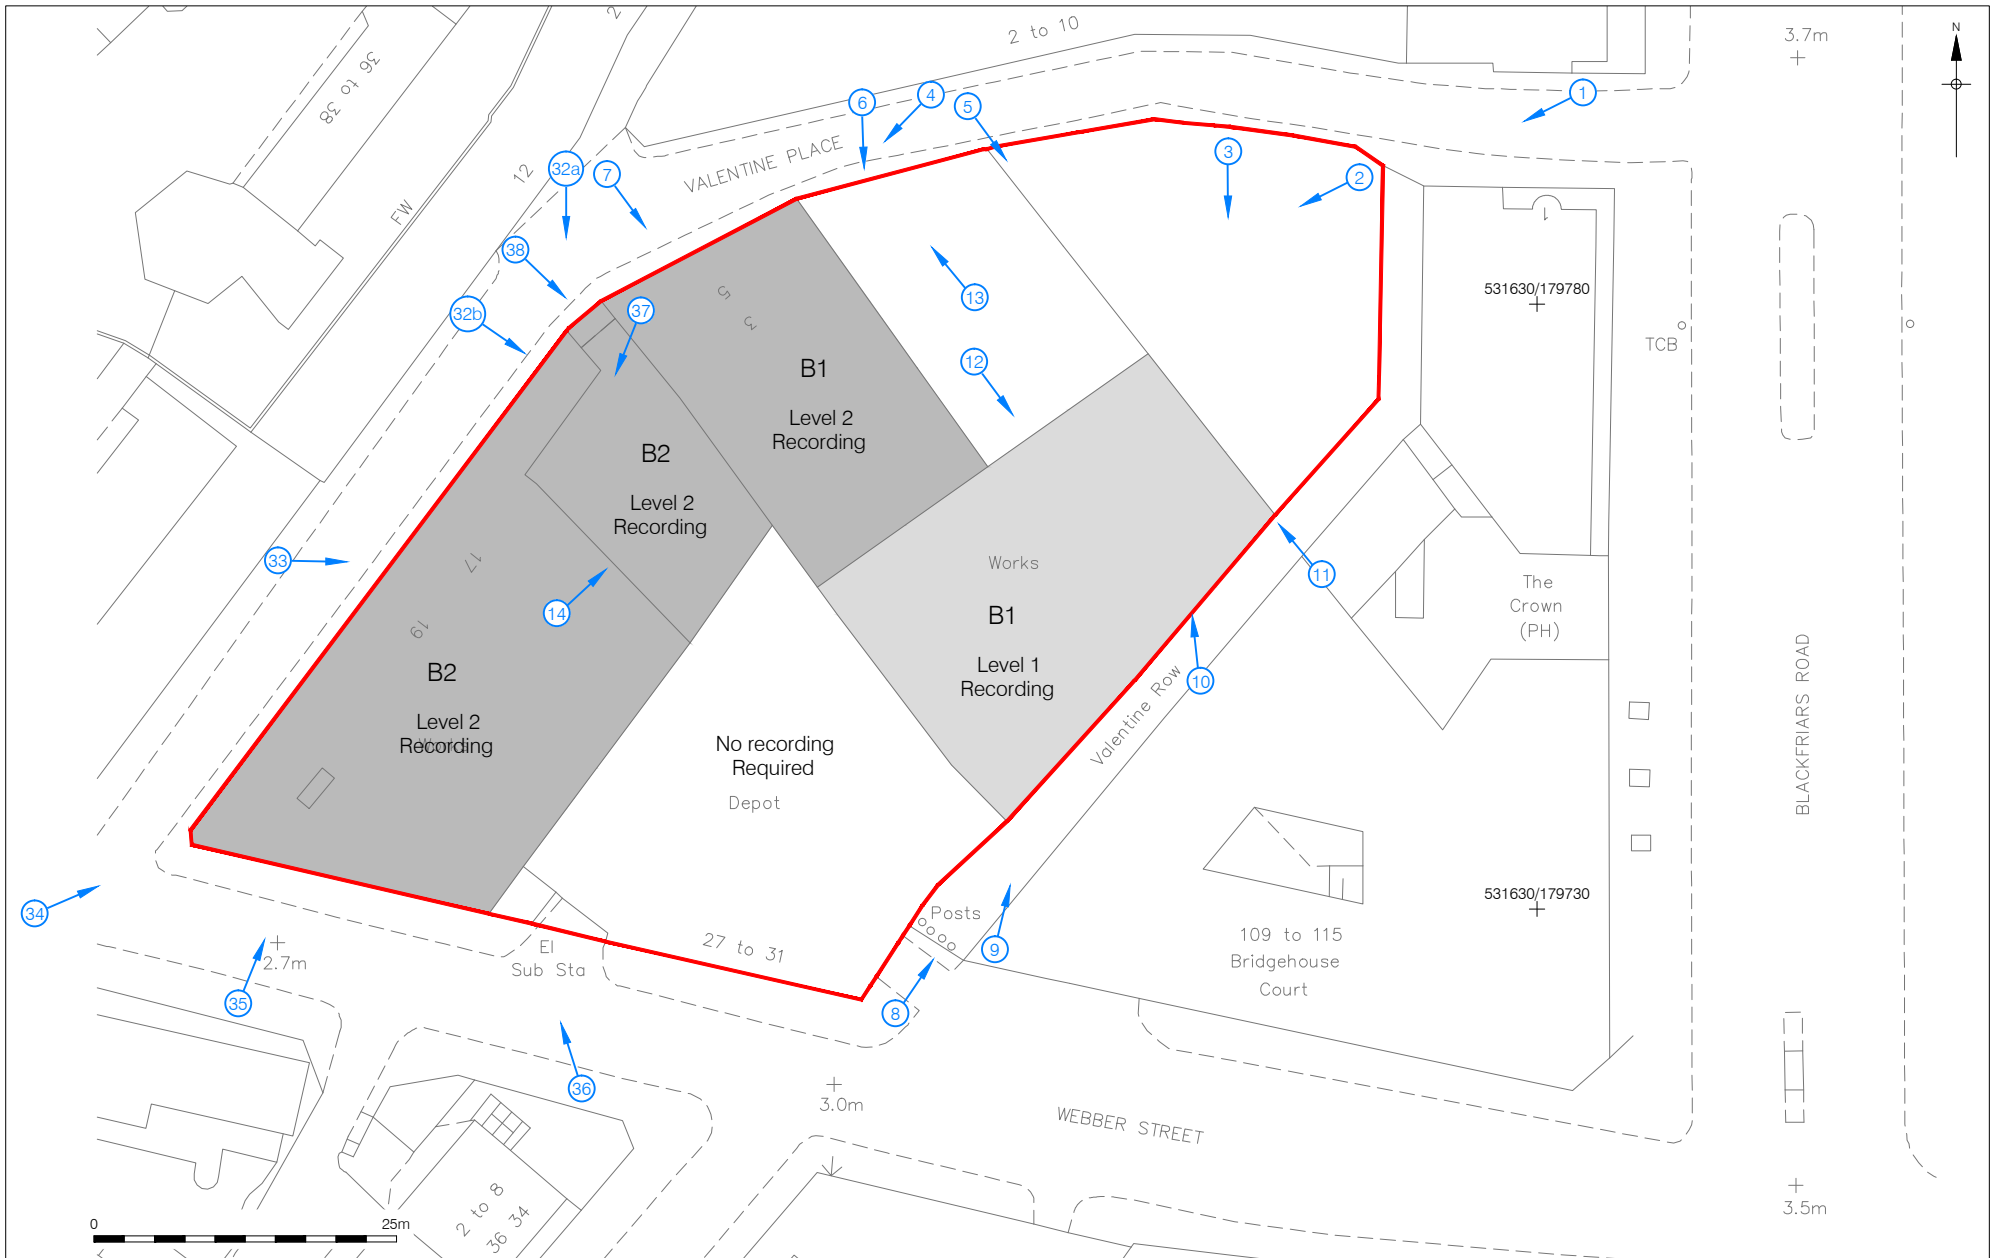 2 to 10
3.7m
N
36 to 38
2
1
6
4
5
VALENTINE PLACE
3
2
12
32a
7
FW
1
38
13
531630/179780
32b
37
5
3
TCB
B1
12
Level 2
Recording
B2
Level 2
Recording
17
33
Works
11
The
Crown
(PH)
14
B1
19
Level 1
Recording
10
B2
Valentine Row
BLACKFRIARS ROAD
Level 2
Recording
Works
No recording
Required
Depot
531630/179730
34
Posts
109 to 115
Bridgehouse
Court
9
27 to 31
El
Sub Sta
2.7m
35
8
36
3.0m
WEBBER STREET
2 to 8
36 34
3.5m
0
25m